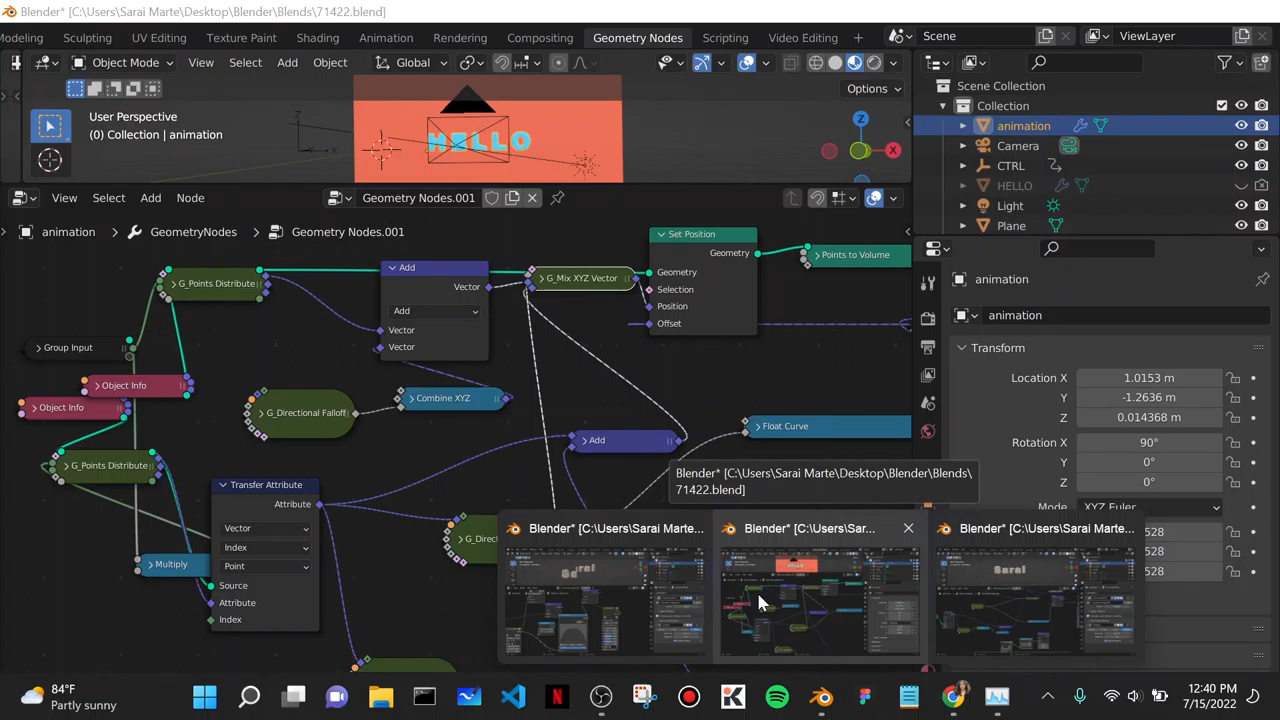 Blender* [C:\Users\Sarai Marte\Desktop\Blender\Blends\71422.blend]
Modeling Sculpting UV Editing Texture Paint Shading Animation Rendering Compositing Geometry Nodes Scripting Video Editing + Scene ViewLayer
Object Mode View Select Add Object Global
Options
User Perspective
(0) Collection | animation
Z
X
HELLO
Z
X
Scene Collection
Collection
animation
Camera
CTRL
HELLO
Light
Plane
View Select Add Node Geometry Nodes.001
animation > GeometryNodes > Geometry Nodes.001
Set Position
Geometry
Geometry
Selection
Position
Offset
Points to Volume
Add
Vector
Add
Vector
Vector
G_Mix XYZ Vector
G_Points Distribute
Group Input
Object Info
Object Info
G_Directional Falloff
Combine XYZ
Add
Float Curve
G_Points Distribute
Transfer Attribute
Attribute
Vector
Index
Point
Source
Attribute
Index
Multiply
G_Direc
animation
animation
Transform
Location X 1.0153 m
Y -1.2636 m
Z 0.014368 m
Rotation X 90°
Y 0°
Z 0°
Mode XYZ Euler
528
528
528
Blender* [C:\Users\Sarai Marte\Desktop\Blender\Blends\
71422.blend]
Blender* [C:\Users\Sarai Marte... Blender* [C:\Users\Sar... Blender* [C:\Users\Sarai Marte...
Sarai
84°F
Partly sunny
12:40 PM
7/15/2022